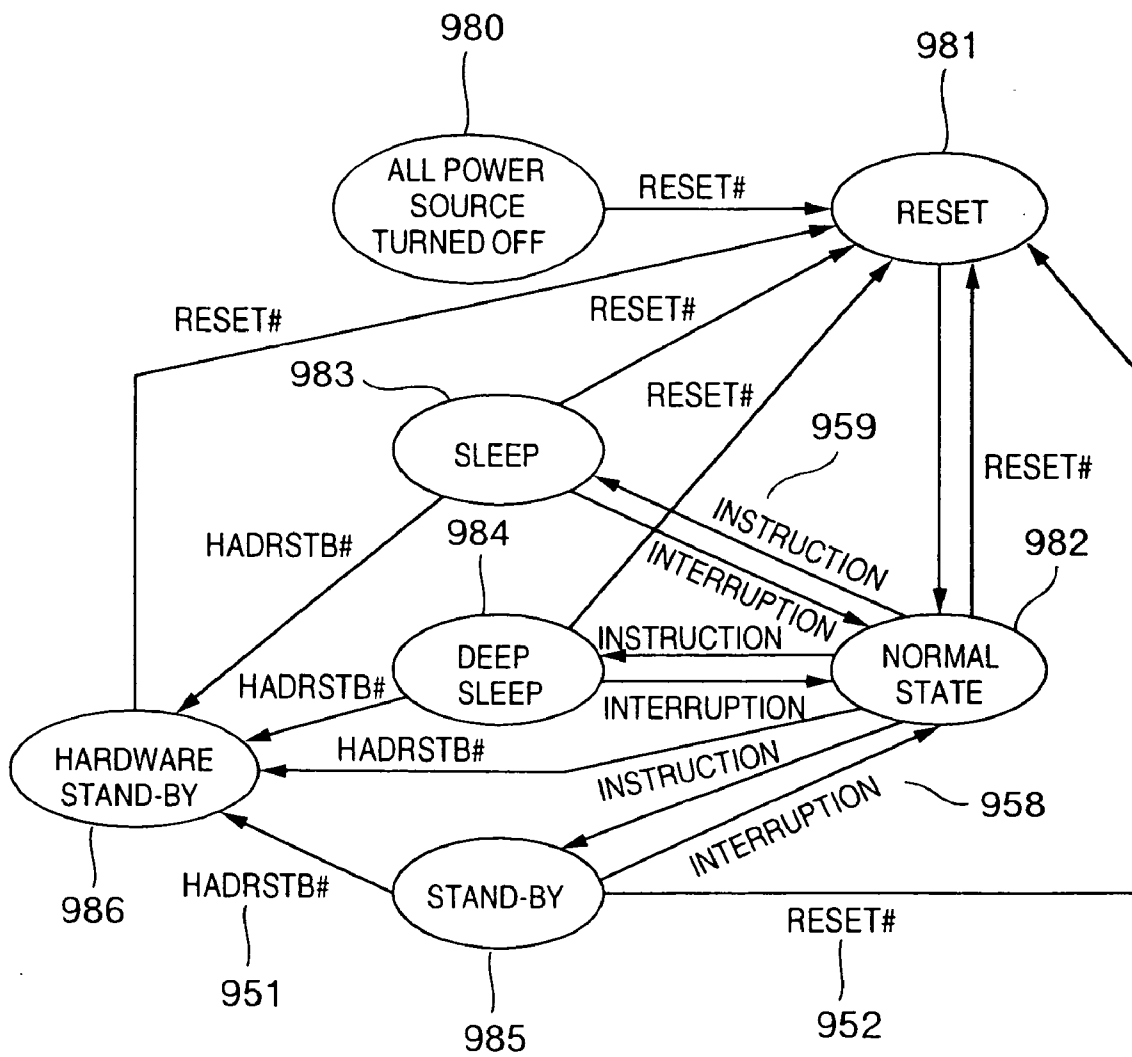 980
981
ALL POWER
SOURCE
TURNED OFF
RESET#
RESET
RESET#
RESET#
983
RESET#
959
SLEEP
RESET#
INSTRUCTION
HADRSTB#
984
982
INTERRUPTION
INSTRUCTION
DEEP
SLEEP
NORMAL
STATE
HADRSTB#
INTERRUPTION
HADRSTB#
HARDWARE
STAND-BY
INSTRUCTION
958
INTERRUPTION
HADRSTB#
STAND-BY
986
RESET#
951
985
952